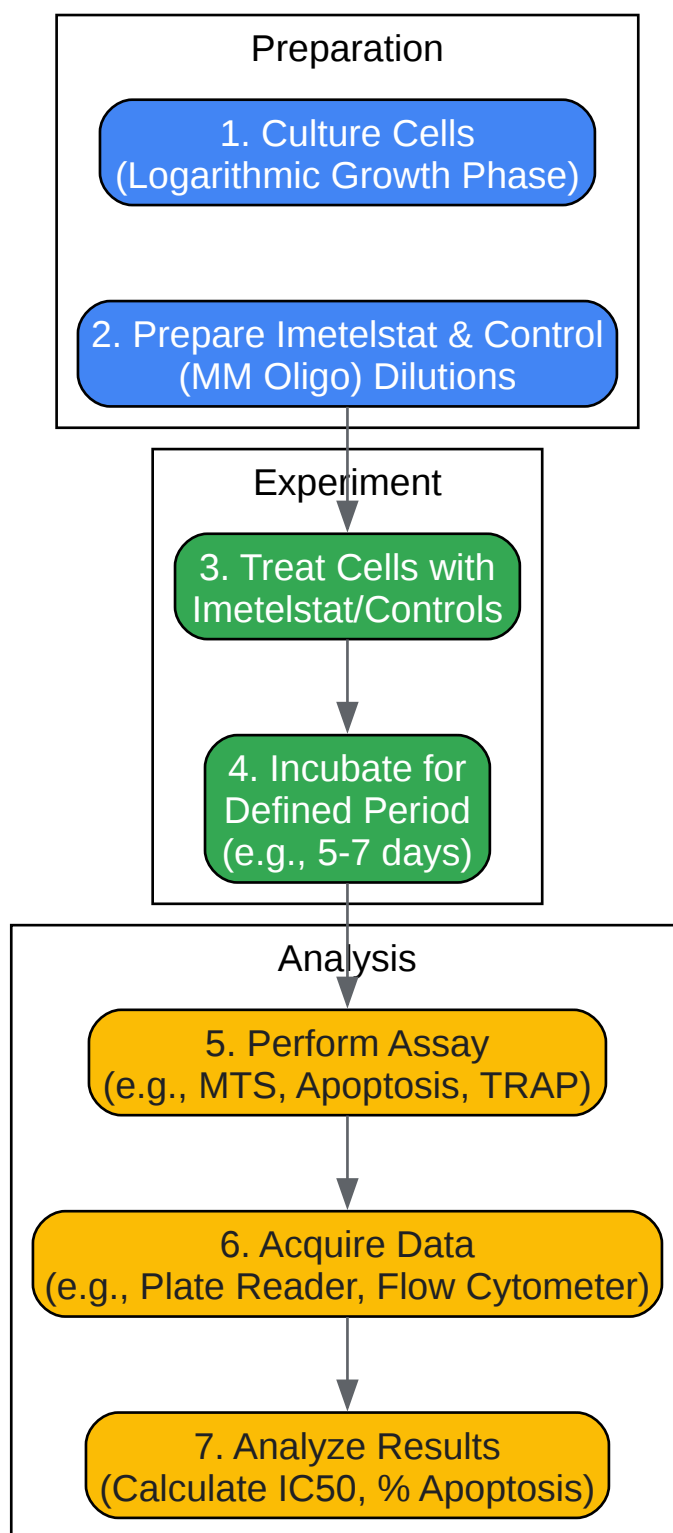 Preparation
1. Culture Cells
(Logarithmic Growth Phase)
2. Prepare Imetelstat & Control
(MM Oligo) Dilutions
Experiment
3. Treat Cells with
Imetelstat/Controls
4. Incubate for
Defined Period
(e.g., 5-7 days)
Analysis
5. Perform Assay
(e.g., MTS, Apoptosis, TRAP)
6. Acquire Data
(e.g., Plate Reader, Flow Cytometer)
7. Analyze Results
(Calculate IC50, % Apoptosis)